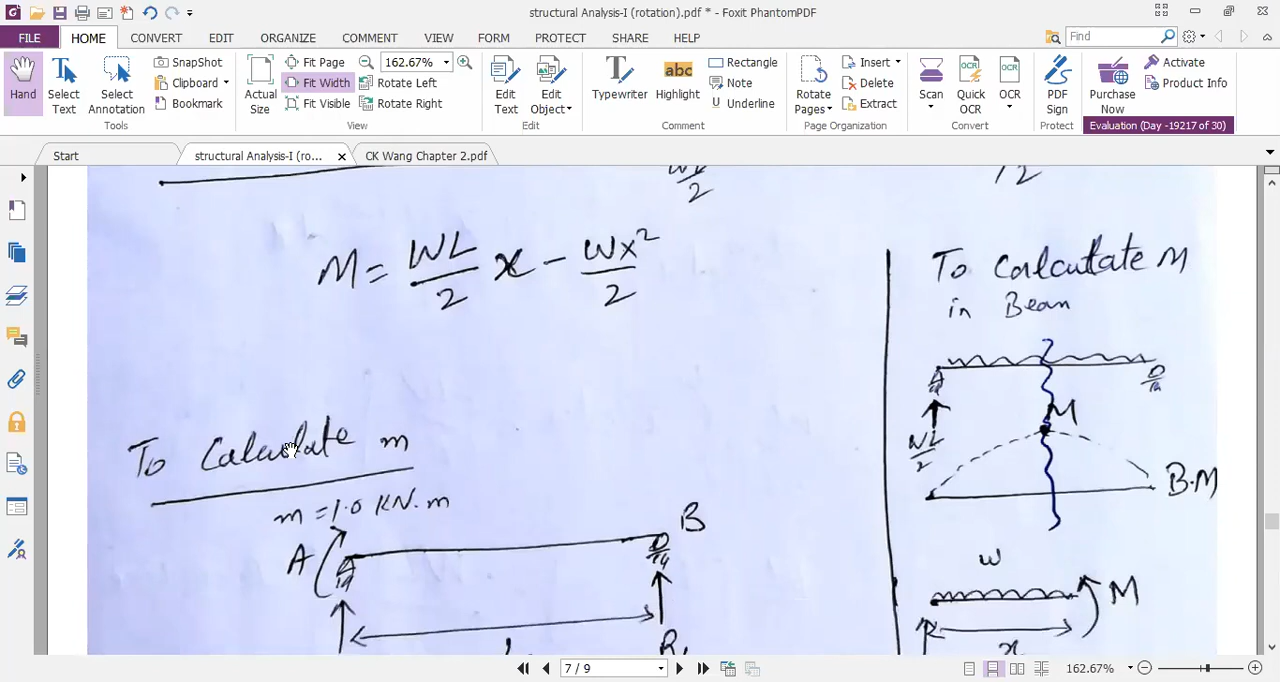 structural Analysis-I (rotation).pdf * - Foxit PhantomPDF
FILE HOME CONVERT EDIT ORGANIZE COMMENT VIEW FORM PROTECT SHARE HELP Find
Hand
Select Text
Select Annotation
SnapShot
Clipboard
Bookmark
Tools
Actual Size
Fit Page
Fit Width
Fit Visible
162.67%
Rotate Left
Rotate Right
View
Edit Text
Edit Object
Edit
Typewriter
abc
Highlight
Rectangle
Note
U Underline
Comment
Rotate Pages
Insert
Delete
Extract
Page Organization
Scan
OCR
Quick OCR
OCR
OCR
Convert
PDF Sign
Protect
Purchase Now
Activate
Product Info
Evaluation (Day -19217 of 30)
Start
structural Analysis-I (ro... x
CK Wang Chapter 2.pdf
M = WL/2 x - Wx²/2
To Calculate M
in Beam
M
WL/2
B.M
To Calculate m
m = 1.0 KN.m
A
B
w
M
x
7 / 9
162.67%